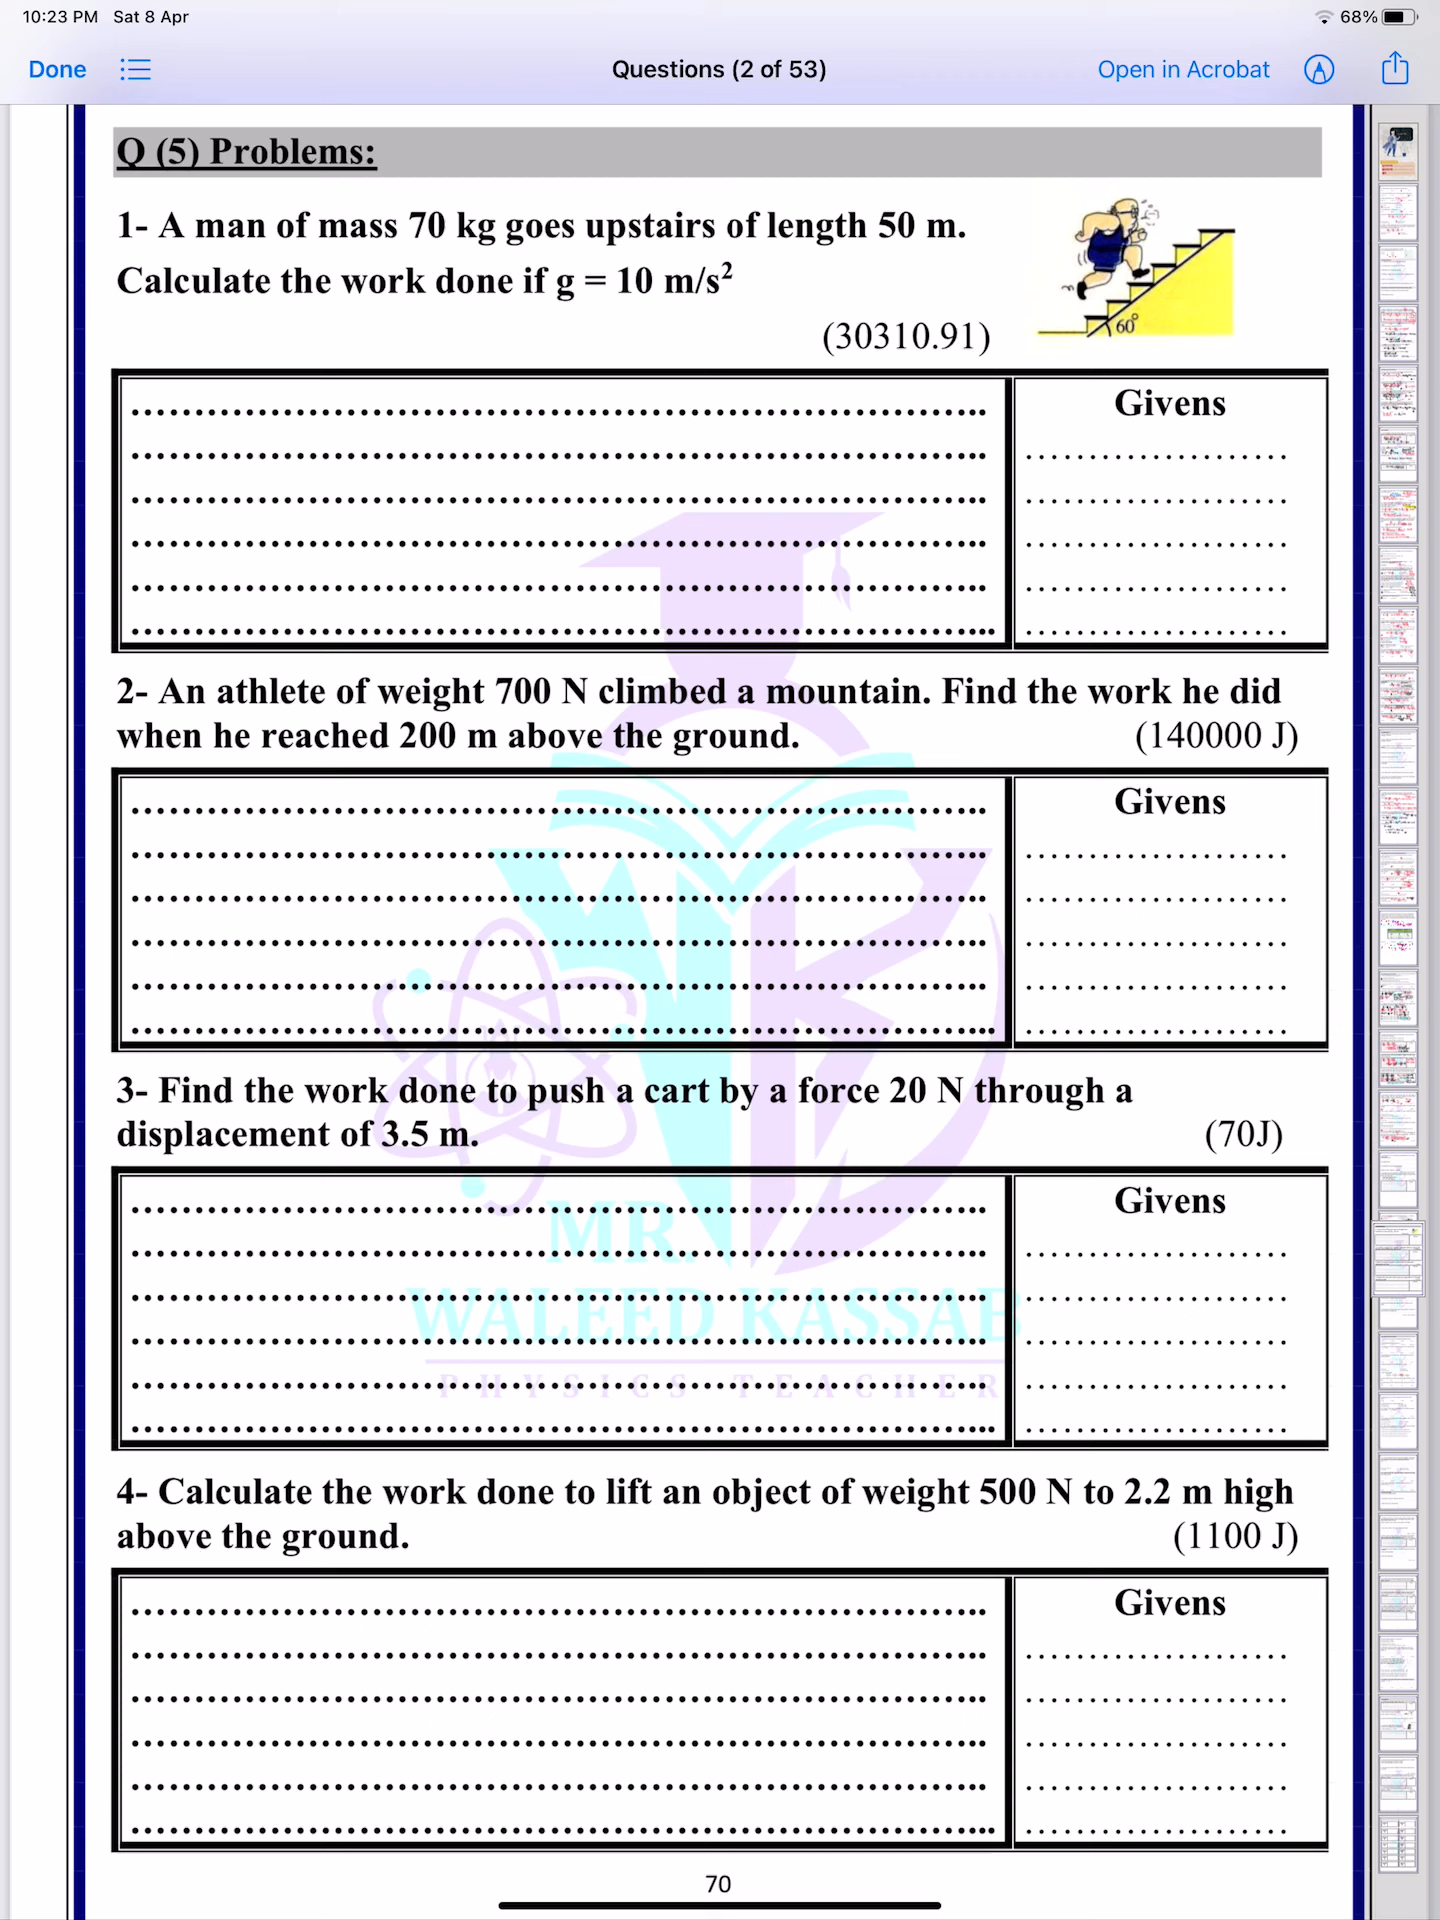 10:23 PM Sat 8 Apr
68%
Done
Questions (2 of 53)
Open in Acrobat
Q (5) Problems:
1- A man of mass 70 kg goes upstairs of length 50 m.
Calculate the work done if g = 10 m/s²
(30310.91)
60°
Givens
2- An athlete of weight 700 N climbed a mountain. Find the work he did
when he reached 200 m above the ground. (140000 J)
Givens
3- Find the work done to push a cart by a force 20 N through a
displacement of 3.5 m. (70J)
Givens
MR.
WALEED KASSAB
PHYSICS TEACHER
4- Calculate the work done to lift an object of weight 500 N to 2.2 m high
above the ground. (1100 J)
Givens
70